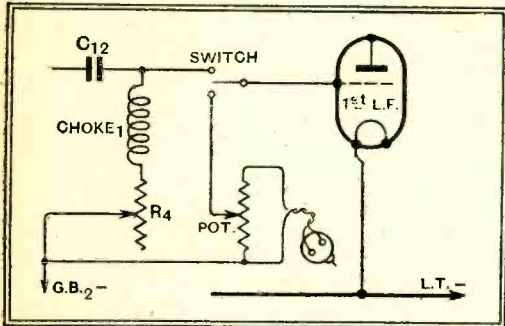 C12
SWITCH
1st L.F.
CHOKE1
R4
POT.
G.B.2-
L.T.-